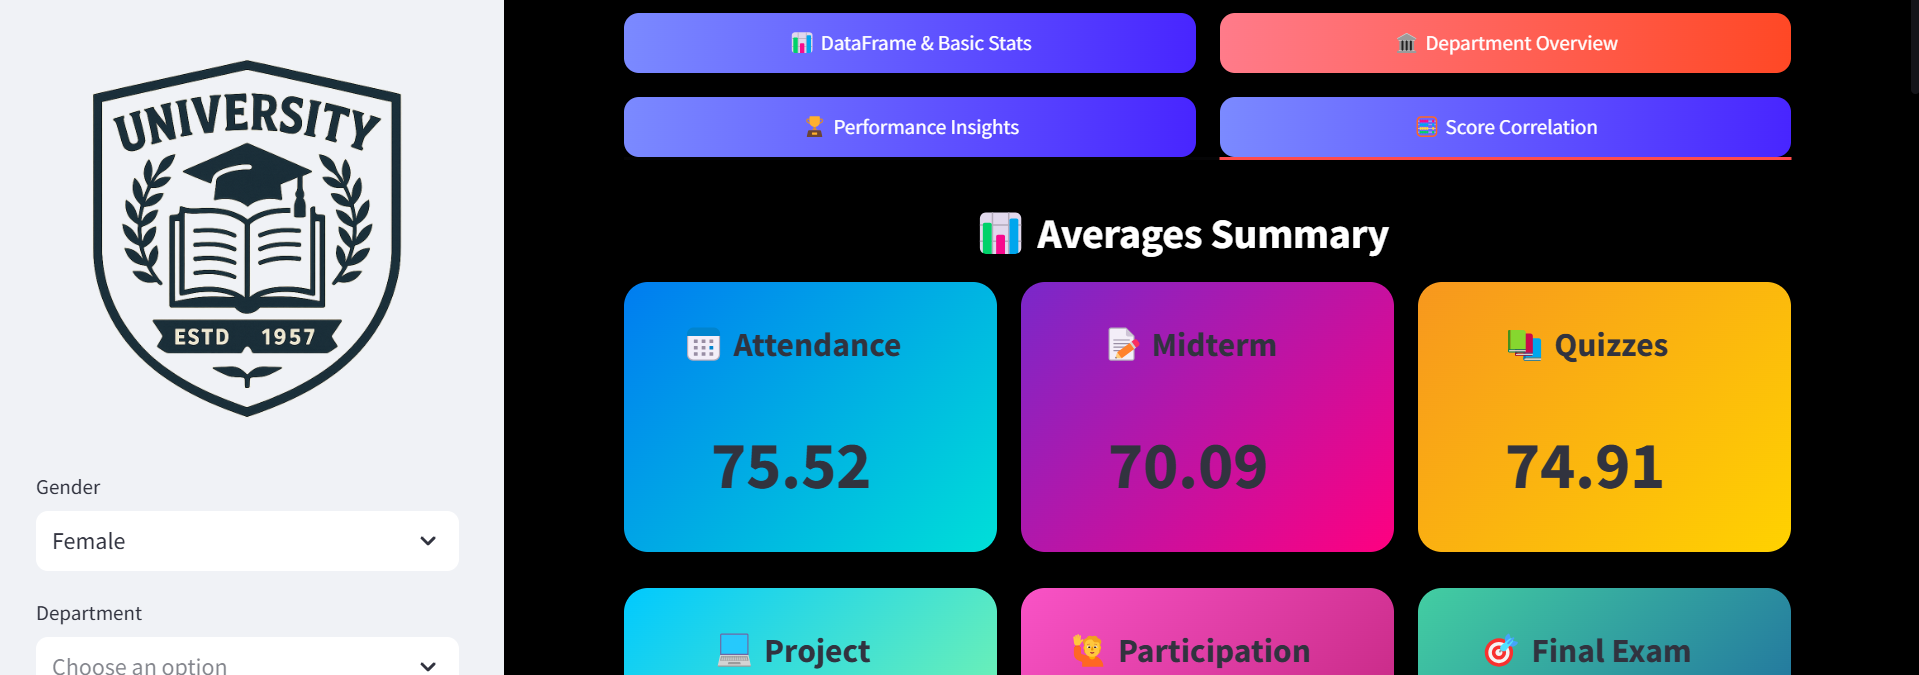 UNIVERSITY
ESTD 1957
Gender
Female
Department
Choose an option
DataFrame & Basic Stats
Department Overview
Performance Insights
Score Correlation
Averages Summary
Attendance
75.52
Midterm
70.09
Quizzes
74.91
Project
Participation
Final Exam